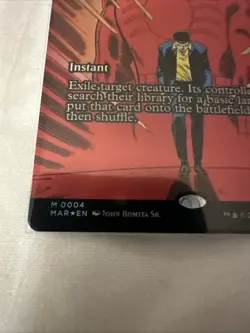 Instant
Exile target creature. Its controlle
search their library for a basic la
put that card onto the battlefield
then shuffle.
M 0004
MAR★EN JOHN ROMITA SR.